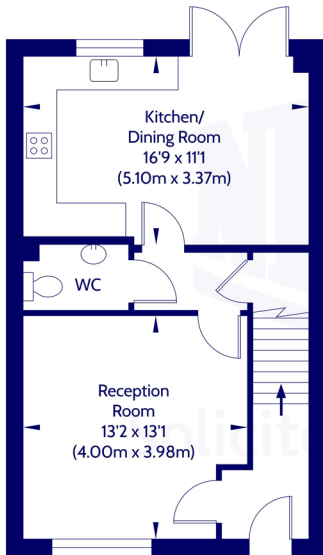 Kitchen/
Dining Room
16'9 x 11'1
(5.10m x 3.37m)
WC
Reception
Room
13'2 x 13'1
(4.00m x 3.98m)